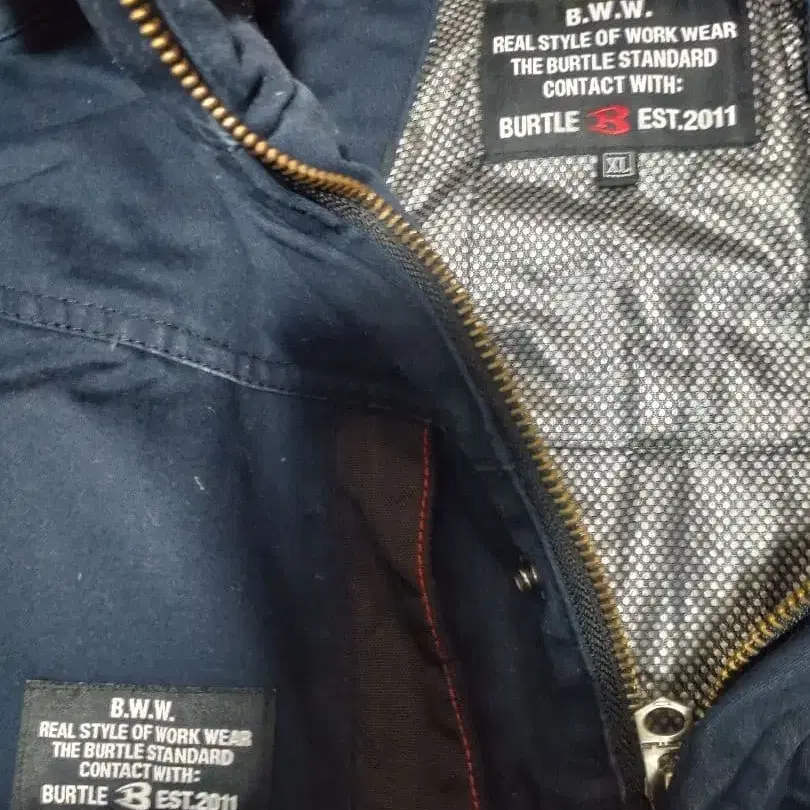 B.W.W.
REAL STYLE OF WORK WEAR
THE BURTLE STANDARD
CONTACT WITH:
BURTLE B EST.2011
XL
B.W.W.
REAL STYLE OF WORK WEAR
THE BURTLE STANDARD
CONTACT WITH:
BURTLE B EST.2011